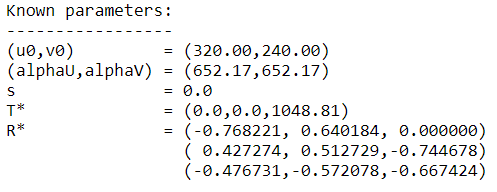 Known parameters:
-----------------
(u0,v0)          = (320.00,240.00)
(alphaU,alphaV) = (652.17,652.17)
s                = 0.0
T*               = (0.0,0.0,1048.81)
R*               = (-0.768221, 0.640184, 0.000000)
                   ( 0.427274, 0.512729,-0.744678)
                   (-0.476731,-0.572078,-0.667424)